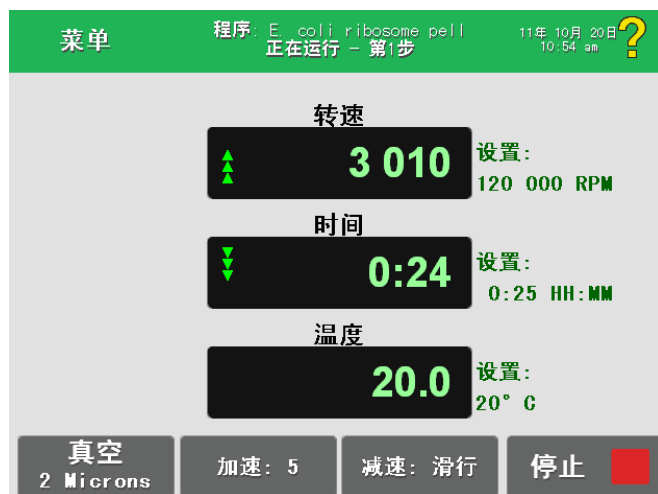 菜单
程序: E. coli ribosome pell
正在运行 – 第1步
11年 10月 20日
10:54 am
?
转速
3 010
设置:
120 000 RPM
时间
0:24
设置:
0:25 HH:MM
温度
20.0
设置:
20° C
真空
2 Microns
加速: 5
减速: 滑行
停止